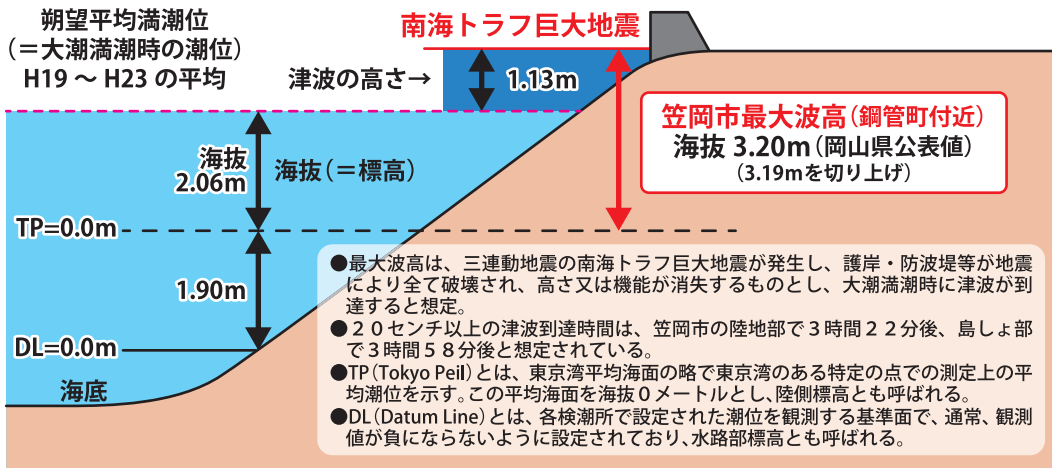 朔望平均満潮位
（＝大潮満潮時の潮位）
H19 ～ H23 の平均
南海トラフ巨大地震
津波の高さ→
1.13m
笠岡市最大波高（鋼管町付近）
海抜 3.20m（岡山県公表値）
（3.19mを切り上げ）
海抜
2.06m
海抜（＝標高）
TP=0.0m
1.90m
DL=0.0m
海底
●最大波高は、三連動地震の南海トラフ巨大地震が発生し、護岸・防波堤等が地震
により全て破壊され、高さ又は機能が消失するものとし、大潮満潮時に津波が到
達すると想定。
●２０センチ以上の津波到達時間は、笠岡市の陸地部で３時間２２分後、島しょ部
で３時間５８分後と想定されている。
●TP（Tokyo Peil）とは、東京湾平均海面の略で東京湾のある特定の点での測定上の平
均潮位を示す。この平均海面を海抜０メートルとし、陸側標高とも呼ばれる。
●DL（Datum Line）とは、各検潮所で設定された潮位を観測する基準面で、通常、観測
値が負にならないように設定されており、水路部標高とも呼ばれる。